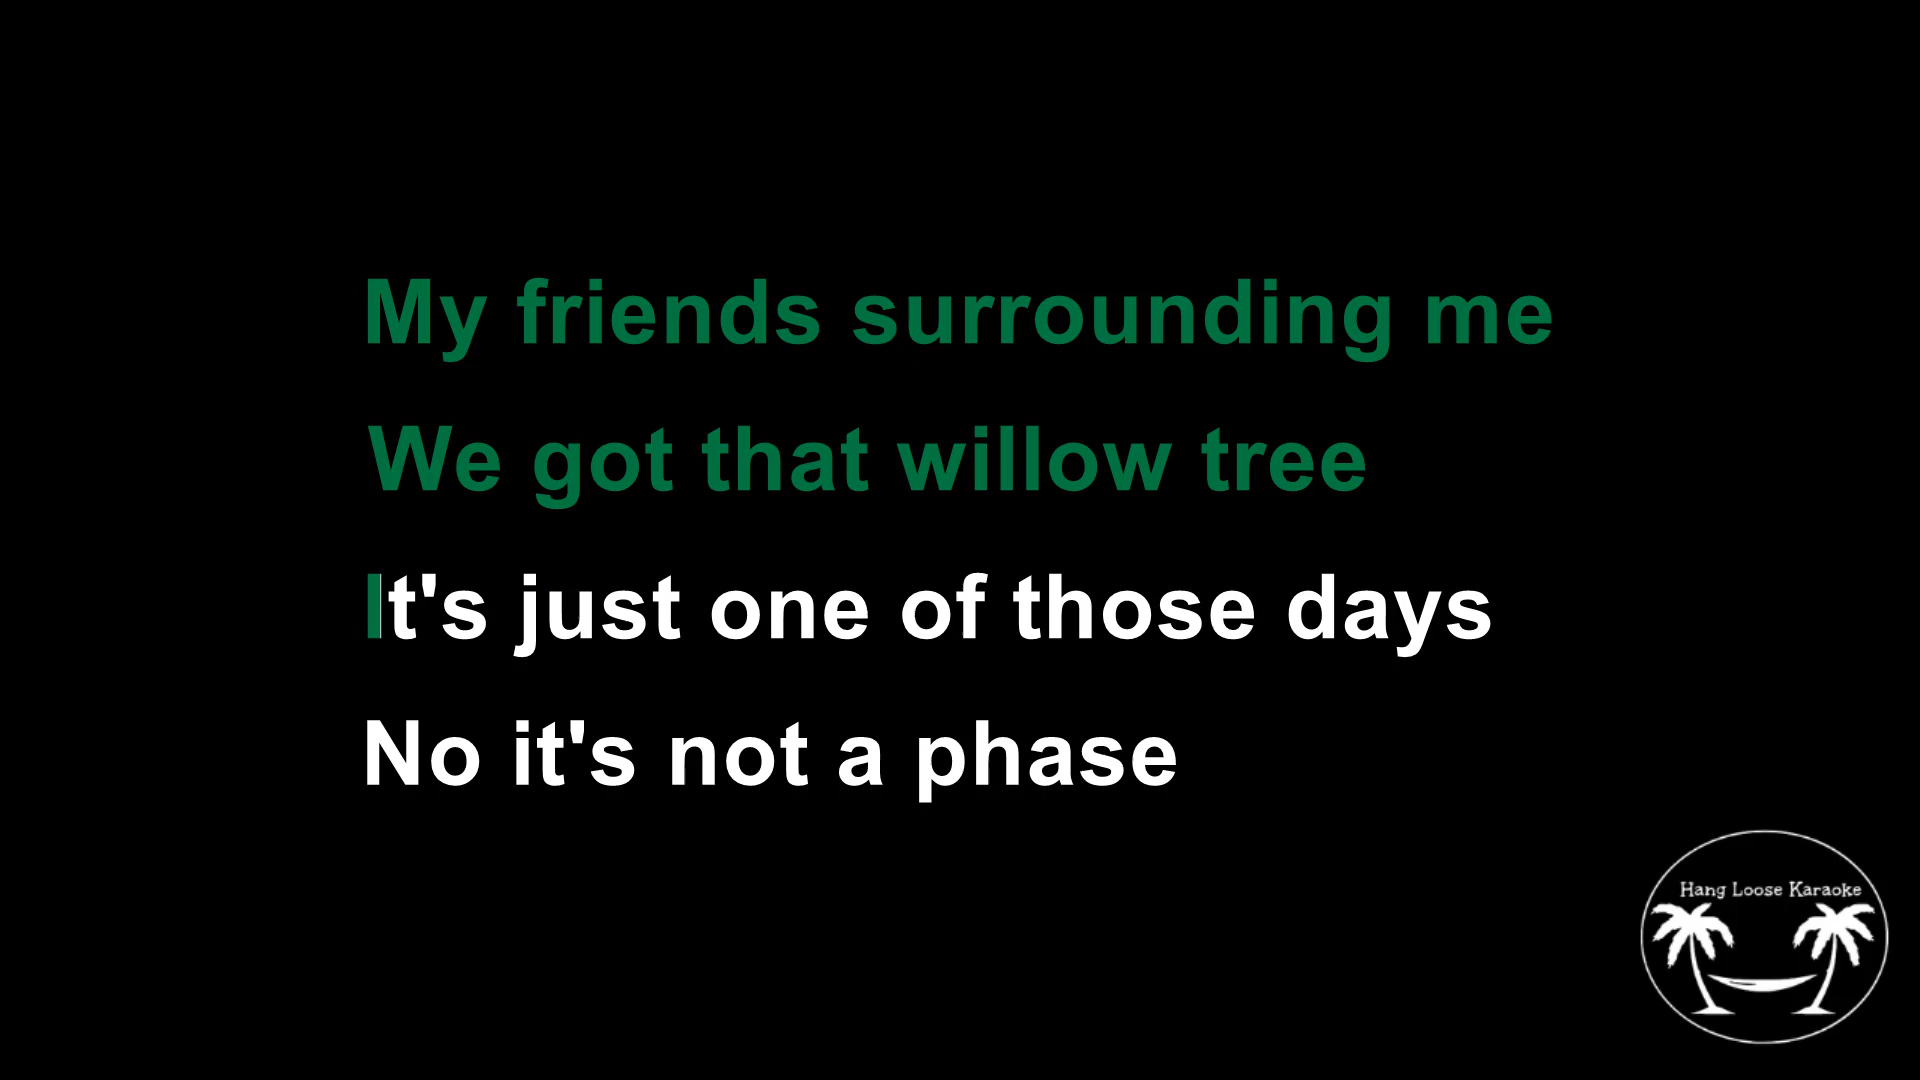 My friends surrounding me
We got that willow tree
It's just one of those days
No it's not a phase
Hang Loose Karaoke